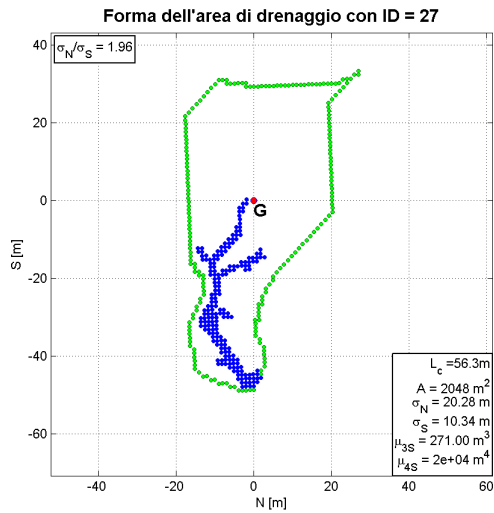 Forma dell'area di drenaggio con ID = 27
σN/σS = 1.96
40
20
0
-20
-40
-60
S [m]
G
Lc =56.3m
A = 2048 m²
σN = 20.28 m
σS = 10.34 m
μ3S = 271.00 m³
μ4S = 2e+04 m⁴
-40 -20 0 20 40 60
N [m]